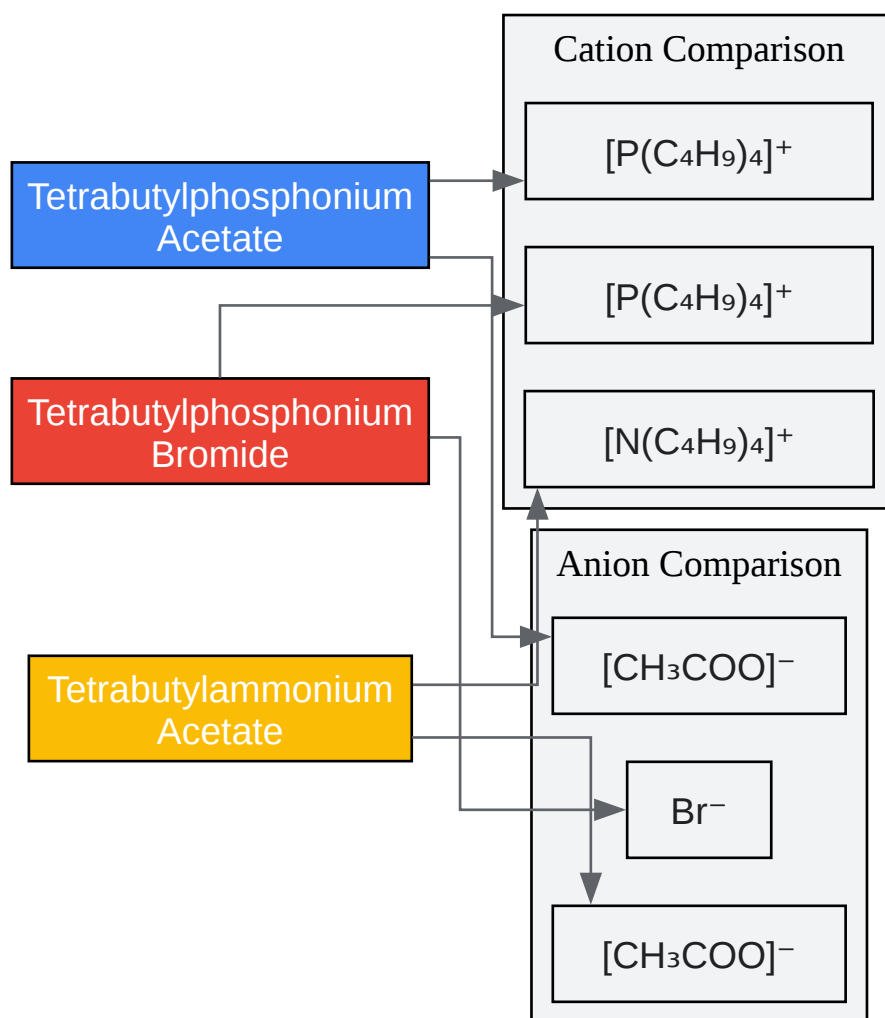 Cation Comparison
[P(C₄H₉)₄]⁺
Tetrabutylphosphonium
Acetate
[P(C₄H₉)₄]⁺
Tetrabutylphosphonium
Bromide
[N(C₄H₉)₄]⁺
Anion Comparison
[CH₃COO]⁻
Tetrabutylammonium
Acetate
Br⁻
[CH₃COO]⁻